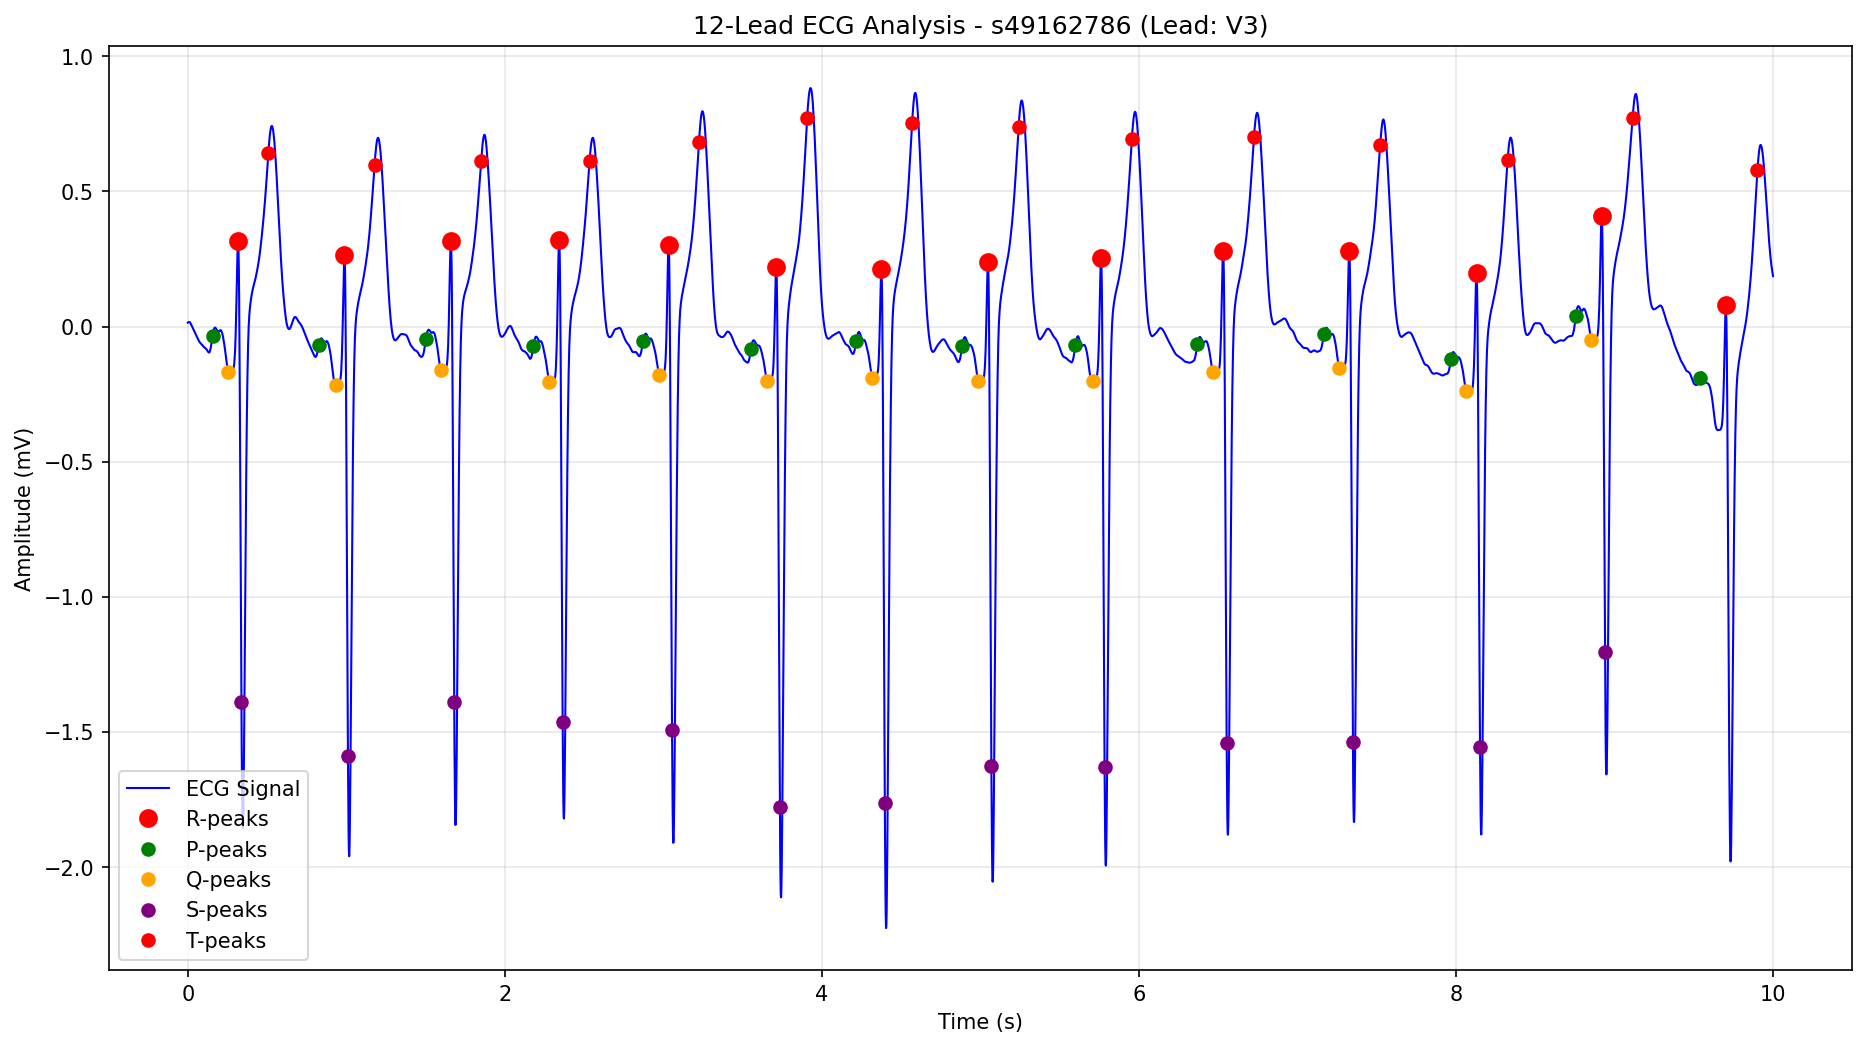 12-Lead ECG Analysis - s49162786 (Lead: V3)
1.0
0.5
0.0
−0.5
−1.0
−1.5
−2.0
Amplitude (mV)
ECG Signal
R-peaks
P-peaks
Q-peaks
S-peaks
T-peaks
0 2 4 6 8 10
Time (s)